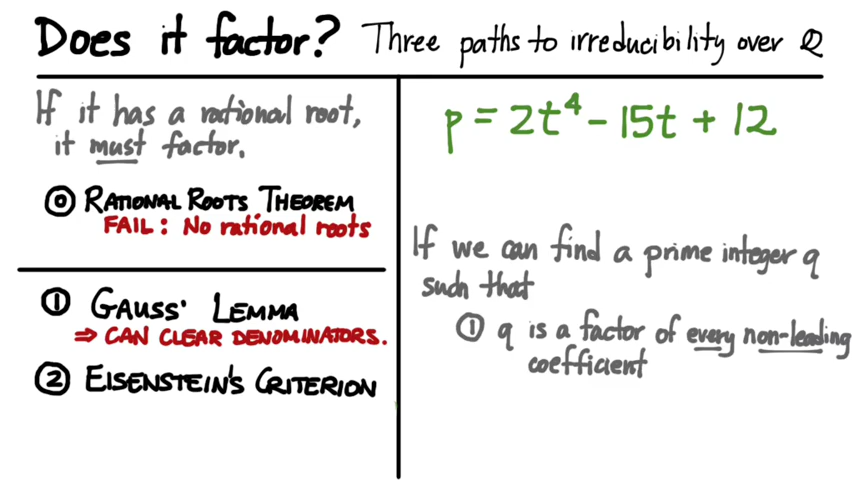 Does it factor? Three paths to irreducibility over Q
If it has a rational root,
it must factor.
⓪ RATIONAL ROOTS THEOREM
FAIL: No rational roots
① GAUSS' LEMMA
⇒ CAN CLEAR DENOMINATORS.
② EISENSTEIN'S CRITERION
p = 2t⁴ - 15t + 12
If we can find a prime integer q
such that
① q is a factor of every non-leading
coefficient